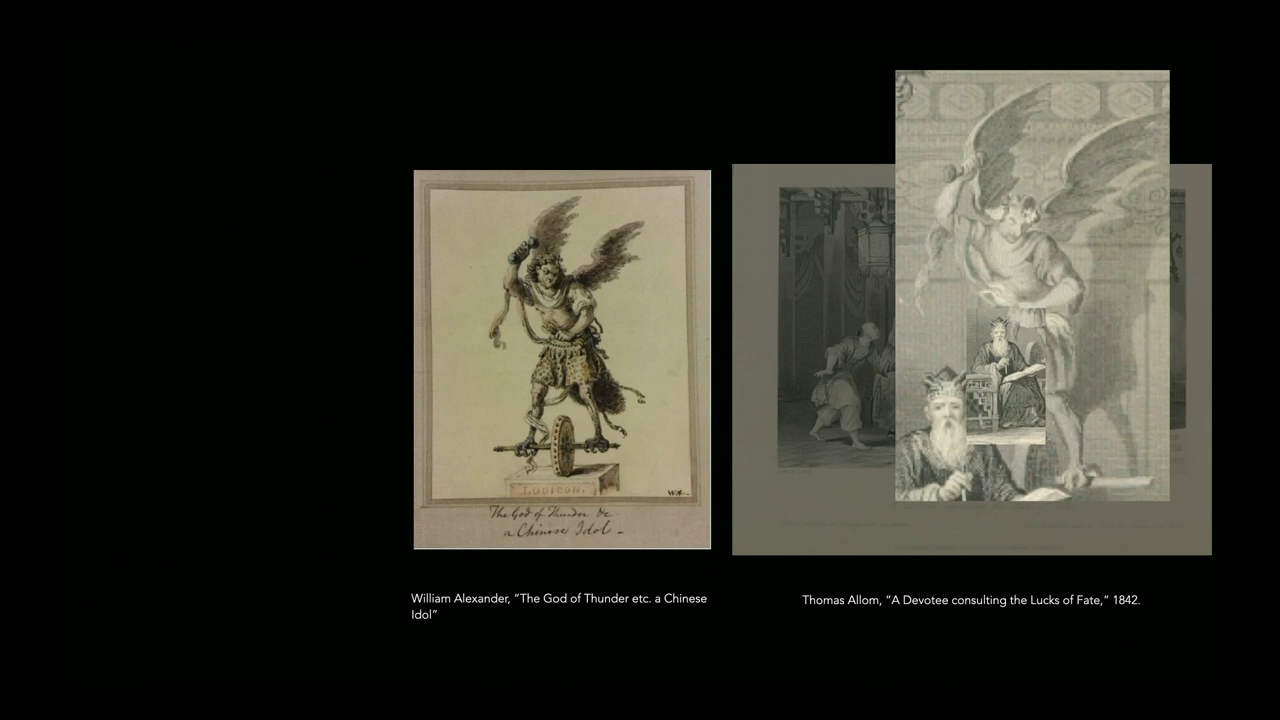 LOUICON.
W.A.
The God of Thunder &c
a Chinese Idol -
William Alexander, “The God of Thunder etc. a Chinese
Idol”
Thomas Allom, “A Devotee consulting the Lucks of Fate,” 1842.